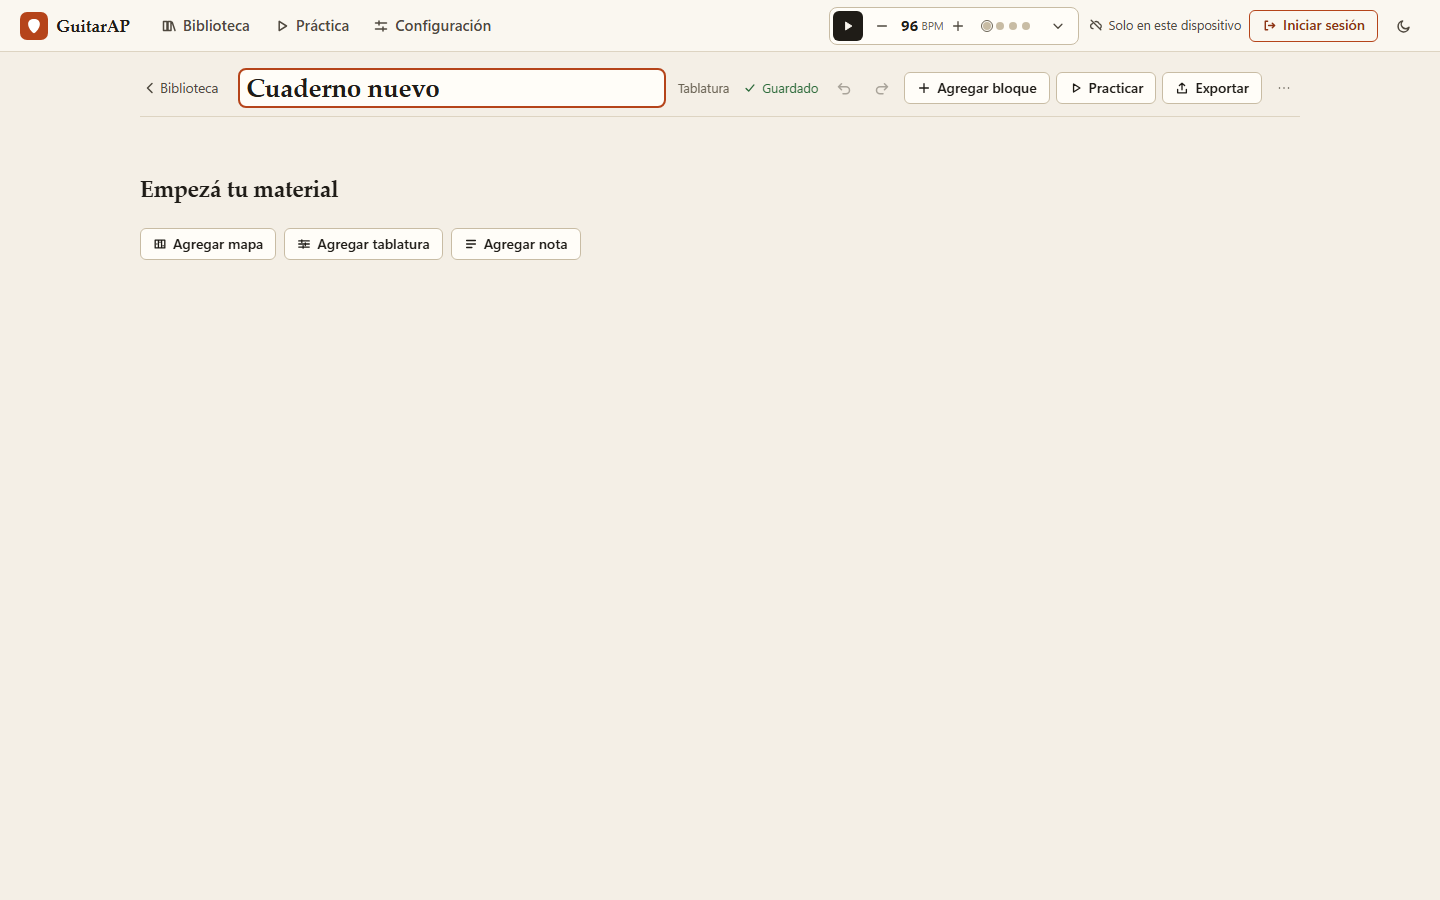 GuitarAP
Biblioteca
Práctica
Configuración
96 BPM
Solo en este dispositivo
Iniciar sesión
Biblioteca
Cuaderno nuevo
Tablatura
Guardado
Agregar bloque
Practicar
Exportar
Empezá tu material
Agregar mapa
Agregar tablatura
Agregar nota